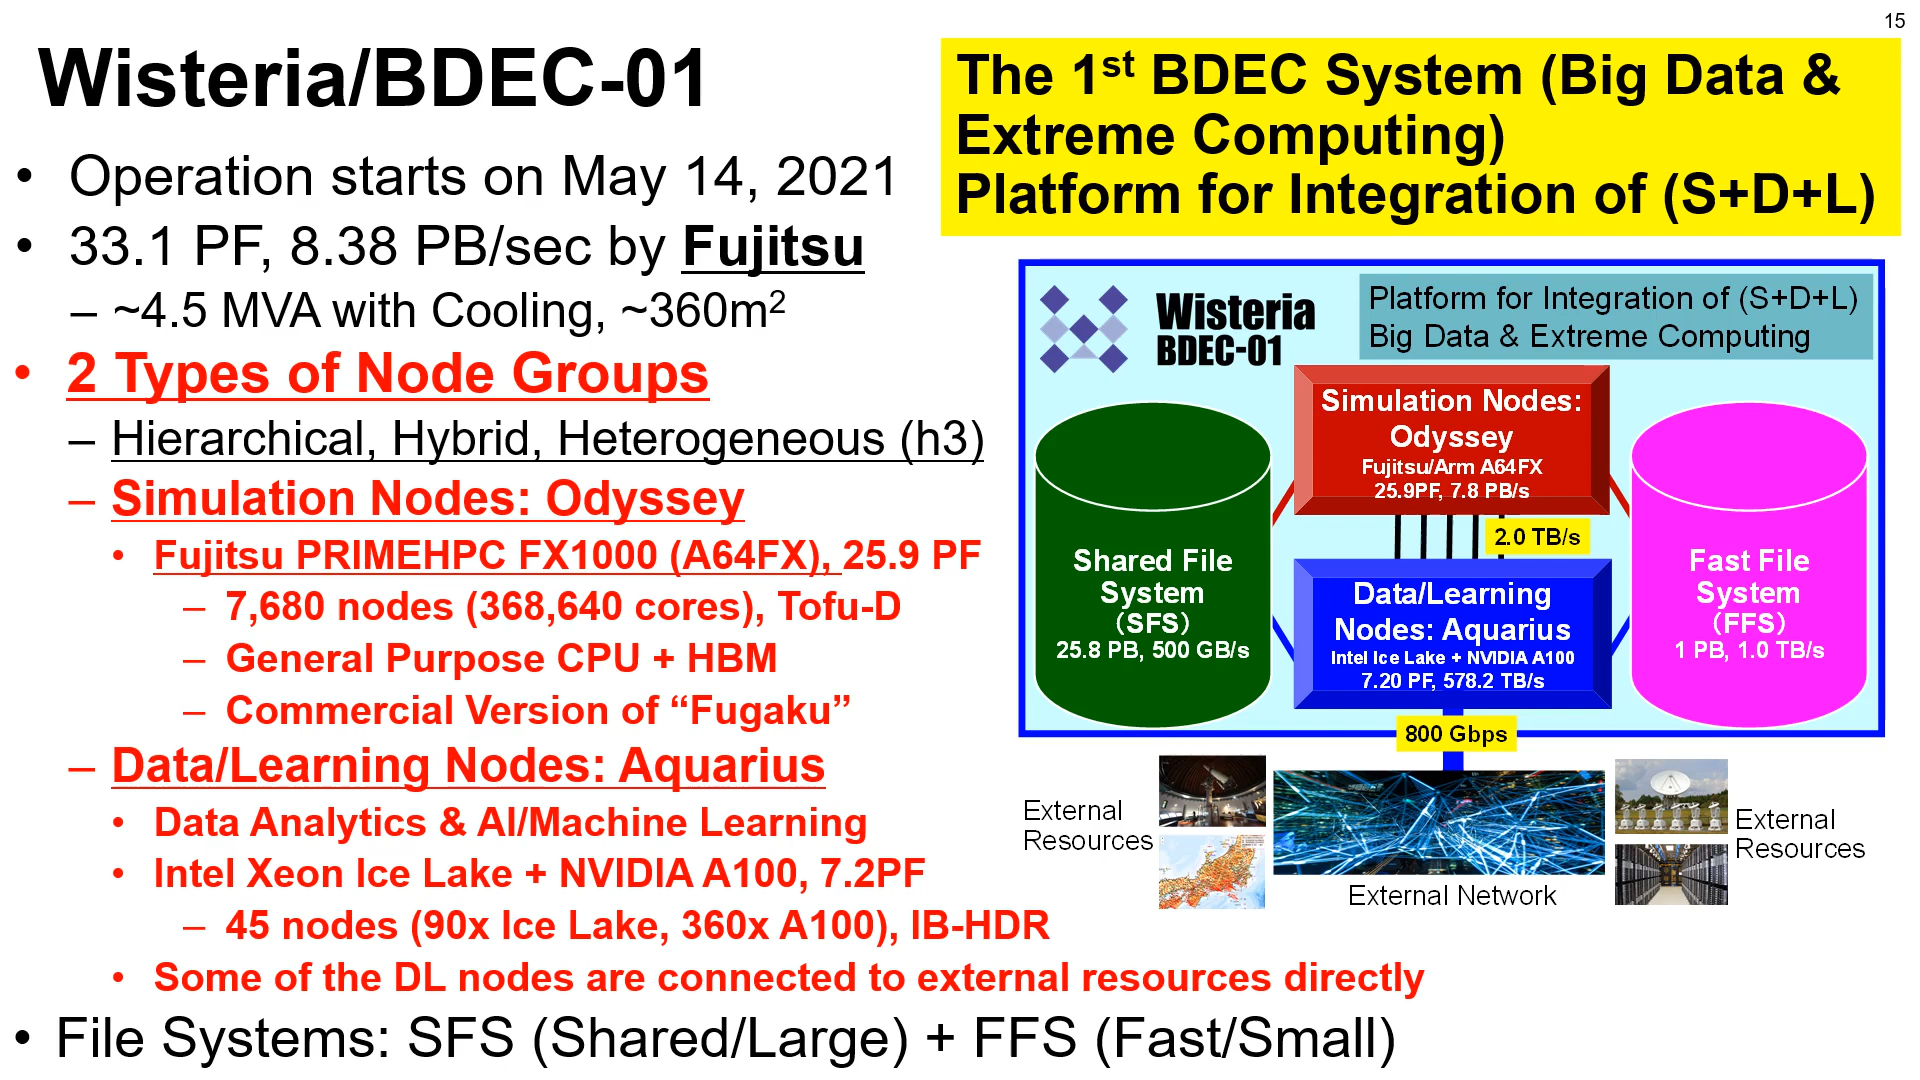 15
Wisteria/BDEC-01
The 1st BDEC System (Big Data &
Extreme Computing)
Platform for Integration of (S+D+L)
• Operation starts on May 14, 2021
• 33.1 PF, 8.38 PB/sec by Fujitsu
– ~4.5 MVA with Cooling, ~360m2
• 2 Types of Node Groups
– Hierarchical, Hybrid, Heterogeneous (h3)
– Simulation Nodes: Odyssey
• Fujitsu PRIMEHPC FX1000 (A64FX), 25.9 PF
– 7,680 nodes (368,640 cores), Tofu-D
– General Purpose CPU + HBM
– Commercial Version of “Fugaku”
– Data/Learning Nodes: Aquarius
• Data Analytics & AI/Machine Learning
• Intel Xeon Ice Lake + NVIDIA A100, 7.2PF
– 45 nodes (90x Ice Lake, 360x A100), IB-HDR
• Some of the DL nodes are connected to external resources directly
• File Systems: SFS (Shared/Large) + FFS (Fast/Small)
Wisteria
BDEC-01
Platform for Integration of (S+D+L)
Big Data & Extreme Computing
Simulation Nodes:
Odyssey
Fujitsu/Arm A64FX
25.9PF, 7.8 PB/s
2.0 TB/s
Shared File
System
（SFS）
25.8 PB, 500 GB/s
Data/Learning
Nodes: Aquarius
Intel Ice Lake + NVIDIA A100
7.20 PF, 578.2 TB/s
Fast File
System
（FFS）
1 PB, 1.0 TB/s
800 Gbps
External
Resources
External Network
External
Resources